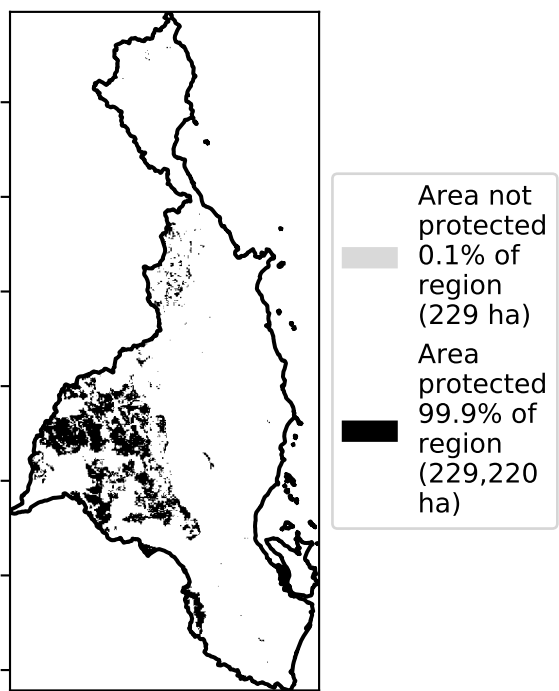 Area not
protected
0.1% of
region
(229 ha)
Area
protected
99.9% of
region
(229,220
ha)